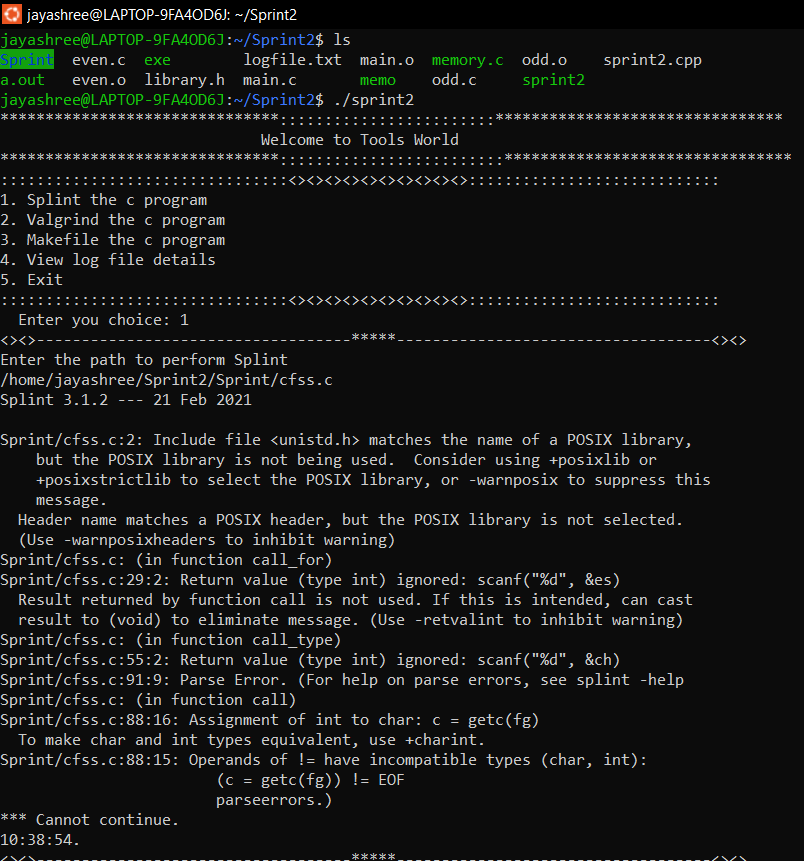 jayashree@LAPTOP-9FA4OD6J: ~/Sprint2
jayashree@LAPTOP-9FA4OD6J:~/Sprint2$ ls
Sprint  even.c  exe        logfile.txt  main.o  memory.c  odd.o    sprint2.cpp
a.out   even.o  library.h  main.c       memo    odd.c     sprint2
jayashree@LAPTOP-9FA4OD6J:~/Sprint2$ ./sprint2
*******************************::::::::::::::::::::::::********************************
                             Welcome to Tools World
*******************************:::::::::::::::::::::::::********************************
::::::::::::::::::::::::::::::::<><><><><><><><><><>::::::::::::::::::::::::::::
1. Splint the c program
2. Valgrind the c program
3. Makefile the c program
4. View log file details
5. Exit
::::::::::::::::::::::::::::::::<><><><><><><><><><>::::::::::::::::::::::::::::
  Enter you choice: 1
<><>-----------------------------------*****-----------------------------------<><>
Enter the path to perform Splint
/home/jayashree/Sprint2/Sprint/cfss.c
Splint 3.1.2 --- 21 Feb 2021
Sprint/cfss.c:2: Include file <unistd.h> matches the name of a POSIX library,
    but the POSIX library is not being used.  Consider using +posixlib or
    +posixstrictlib to select the POSIX library, or -warnposix to suppress this
    message.
  Header name matches a POSIX header, but the POSIX library is not selected.
  (Use -warnposixheaders to inhibit warning)
Sprint/cfss.c: (in function call_for)
Sprint/cfss.c:29:2: Return value (type int) ignored: scanf("%d", &es)
  Result returned by function call is not used. If this is intended, can cast
  result to (void) to eliminate message. (Use -retvalint to inhibit warning)
Sprint/cfss.c: (in function call_type)
Sprint/cfss.c:55:2: Return value (type int) ignored: scanf("%d", &ch)
Sprint/cfss.c:91:9: Parse Error. (For help on parse errors, see splint -help
Sprint/cfss.c: (in function call)
Sprint/cfss.c:88:16: Assignment of int to char: c = getc(fg)
  To make char and int types equivalent, use +charint.
Sprint/cfss.c:88:15: Operands of != have incompatible types (char, int):
                        (c = getc(fg)) != EOF
                        parseerrors.)
*** Cannot continue.
10:38:54.
<><>-----------------------------------*****-----------------------------------<><>